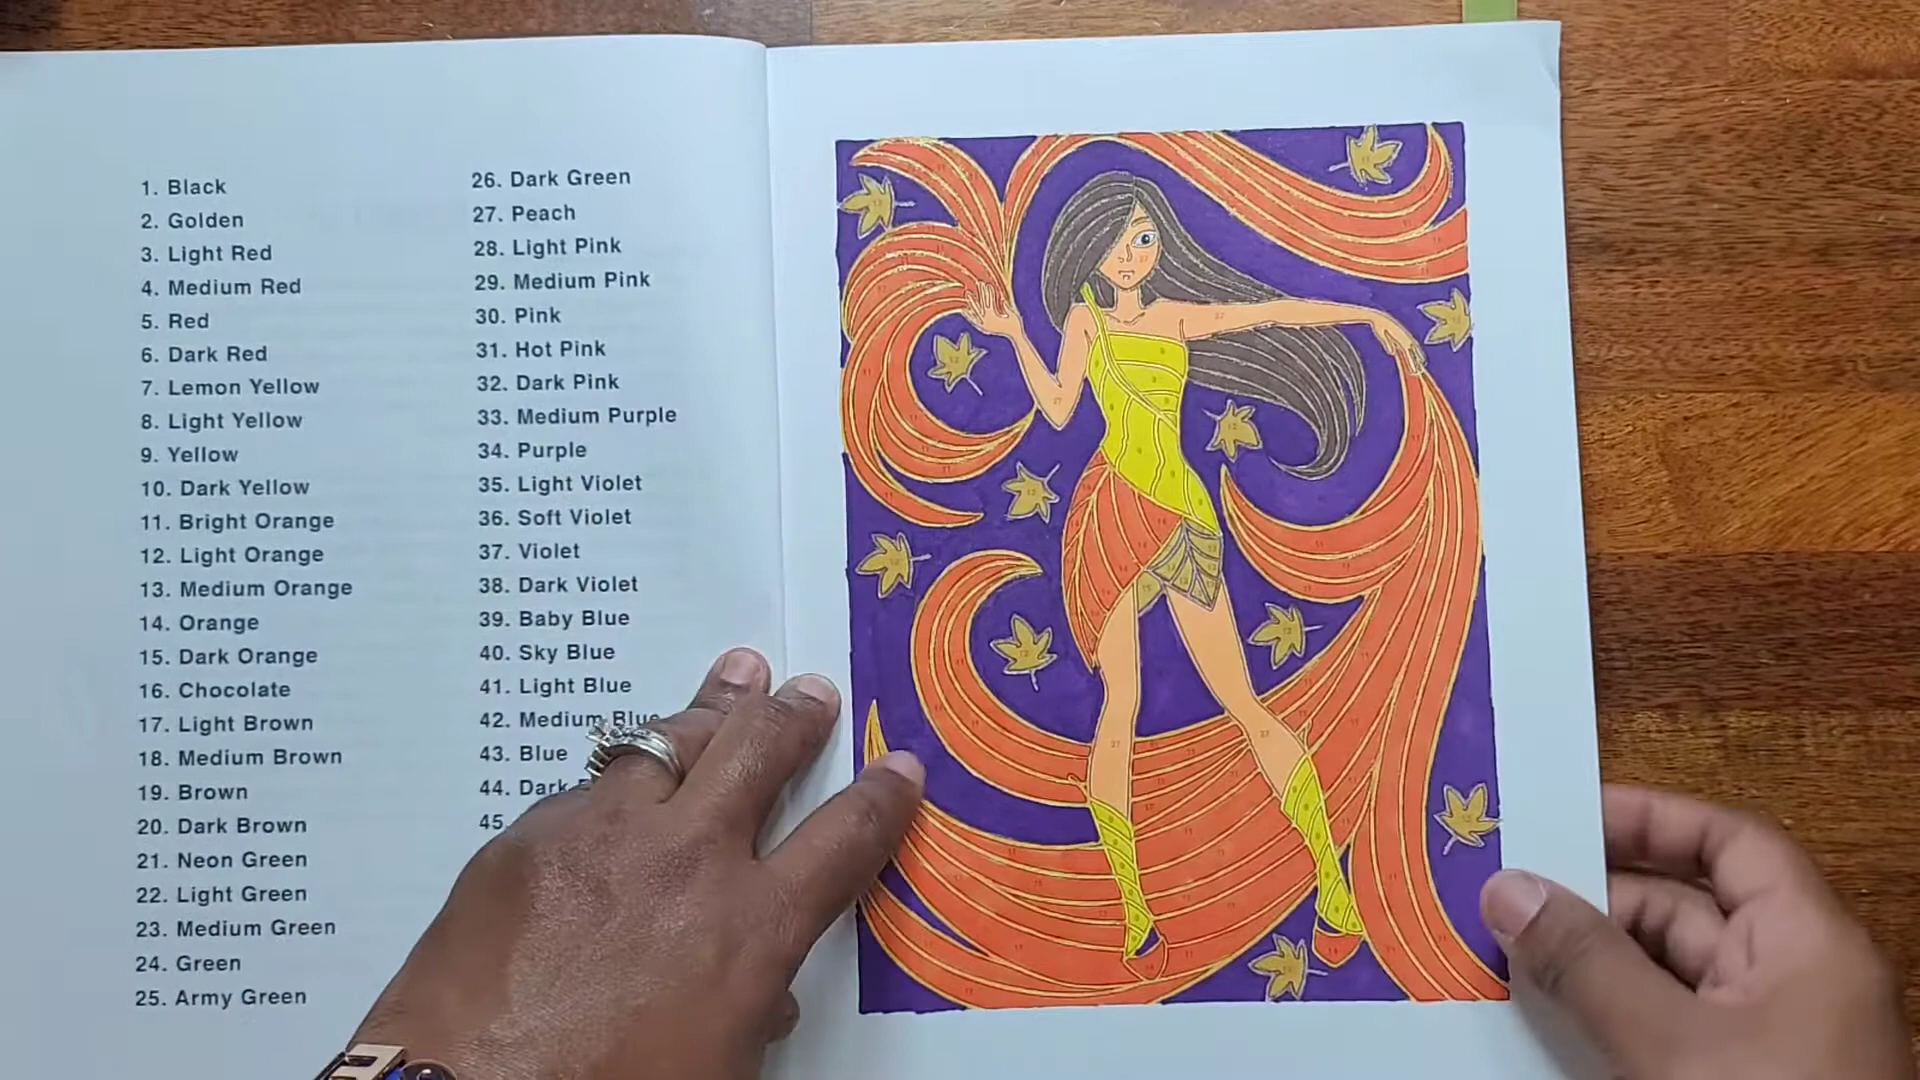 1. Black
2. Golden
3. Light Red
4. Medium Red
5. Red
6. Dark Red
7. Lemon Yellow
8. Light Yellow
9. Yellow
10. Dark Yellow
11. Bright Orange
12. Light Orange
13. Medium Orange
14. Orange
15. Dark Orange
16. Chocolate
17. Light Brown
18. Medium Brown
19. Brown
20. Dark Brown
21. Neon Green
22. Light Green
23. Medium Green
24. Green
25. Army Green
26. Dark Green
27. Peach
28. Light Pink
29. Medium Pink
30. Pink
31. Hot Pink
32. Dark Pink
33. Medium Purple
34. Purple
35. Light Violet
36. Soft Violet
37. Violet
38. Dark Violet
39. Baby Blue
40. Sky Blue
41. Light Blue
42. Medium Blue
43. Blue
44. Dark
45.